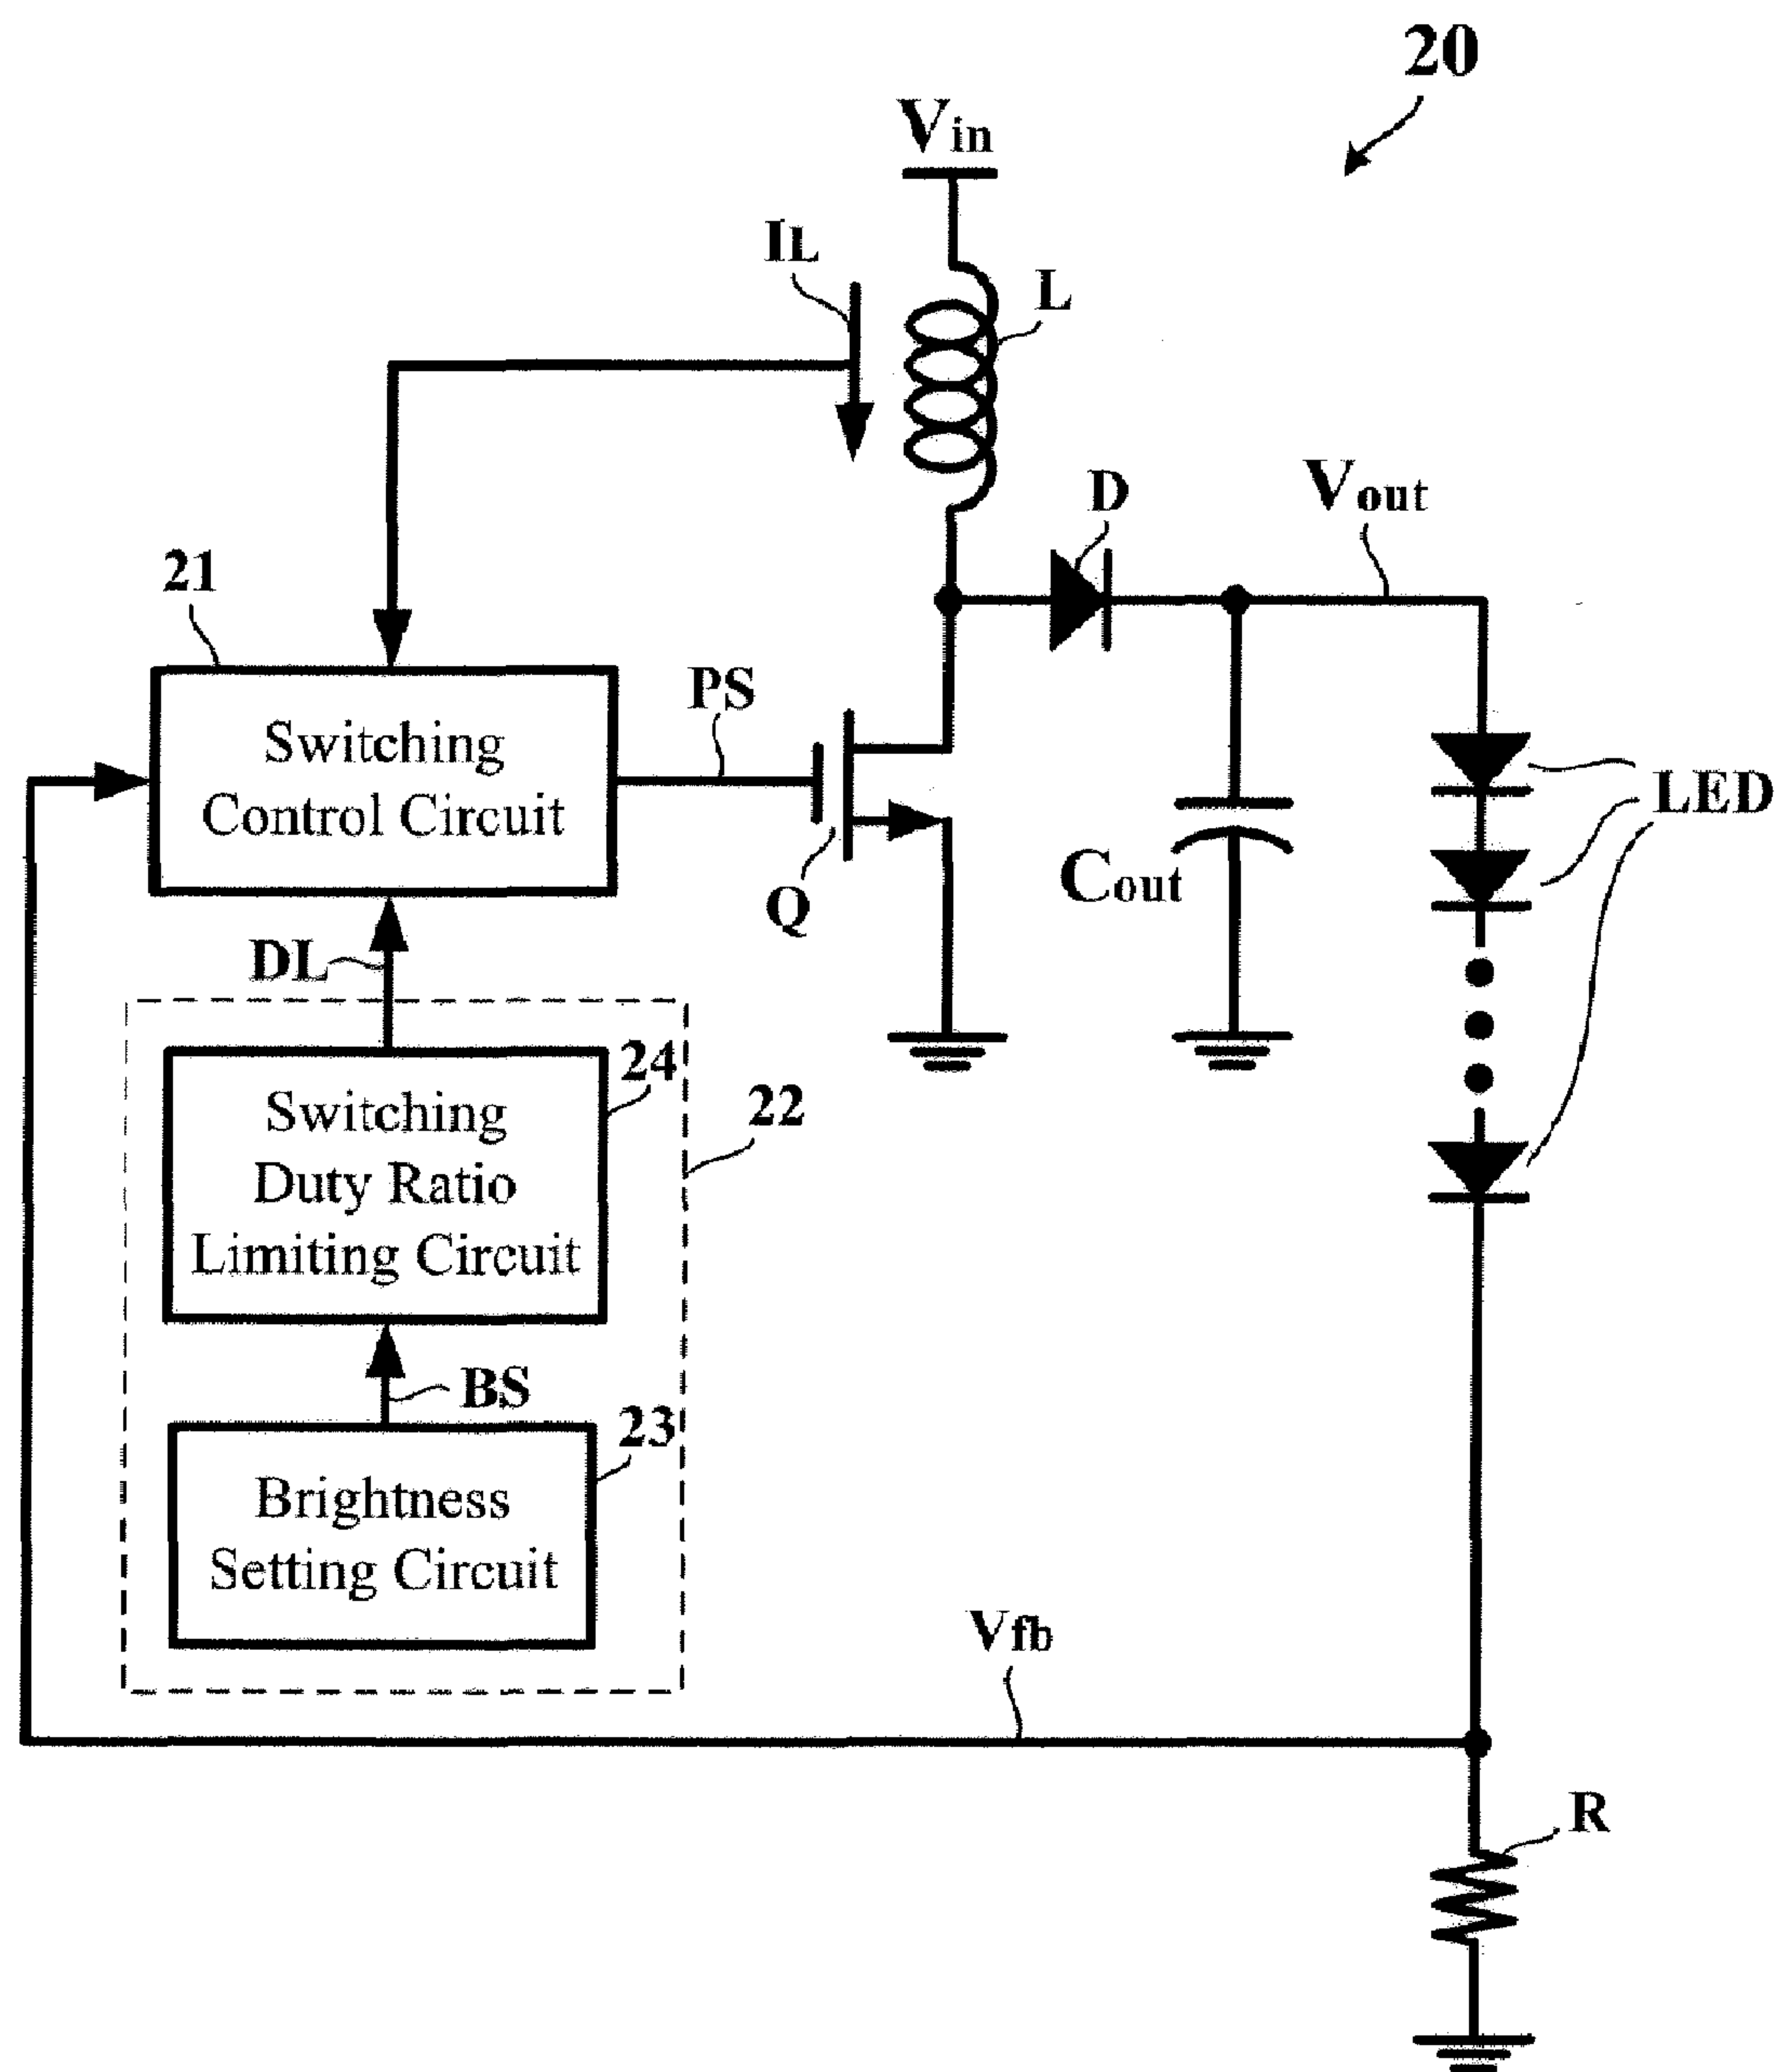 20
Vin
IL
L
D
Vout
21
Switching
Control Circuit
PS
Q
Cout
LED
DL
24
Switching
Duty Ratio
Limiting Circuit
22
BS
23
Brightness
Setting Circuit
Vfb
R